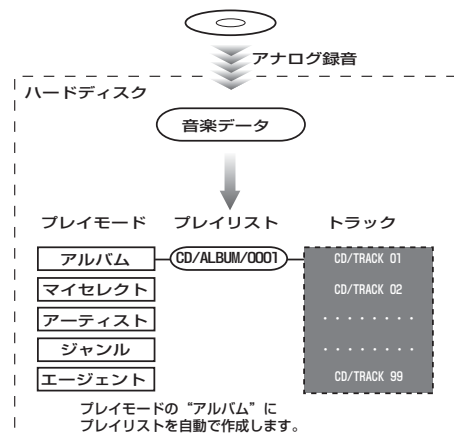 アナログ録音
ハードディスク
音楽データ
プレイモード プレイリスト トラック
アルバム CD/ALBUM/0001 CD/TRACK 01
マイセレクト CD/TRACK 02
アーティスト ········
ジャンル ········
エージェント CD/TRACK 99
プレイモードの“アルバム”に
プレイリストを自動で作成します。